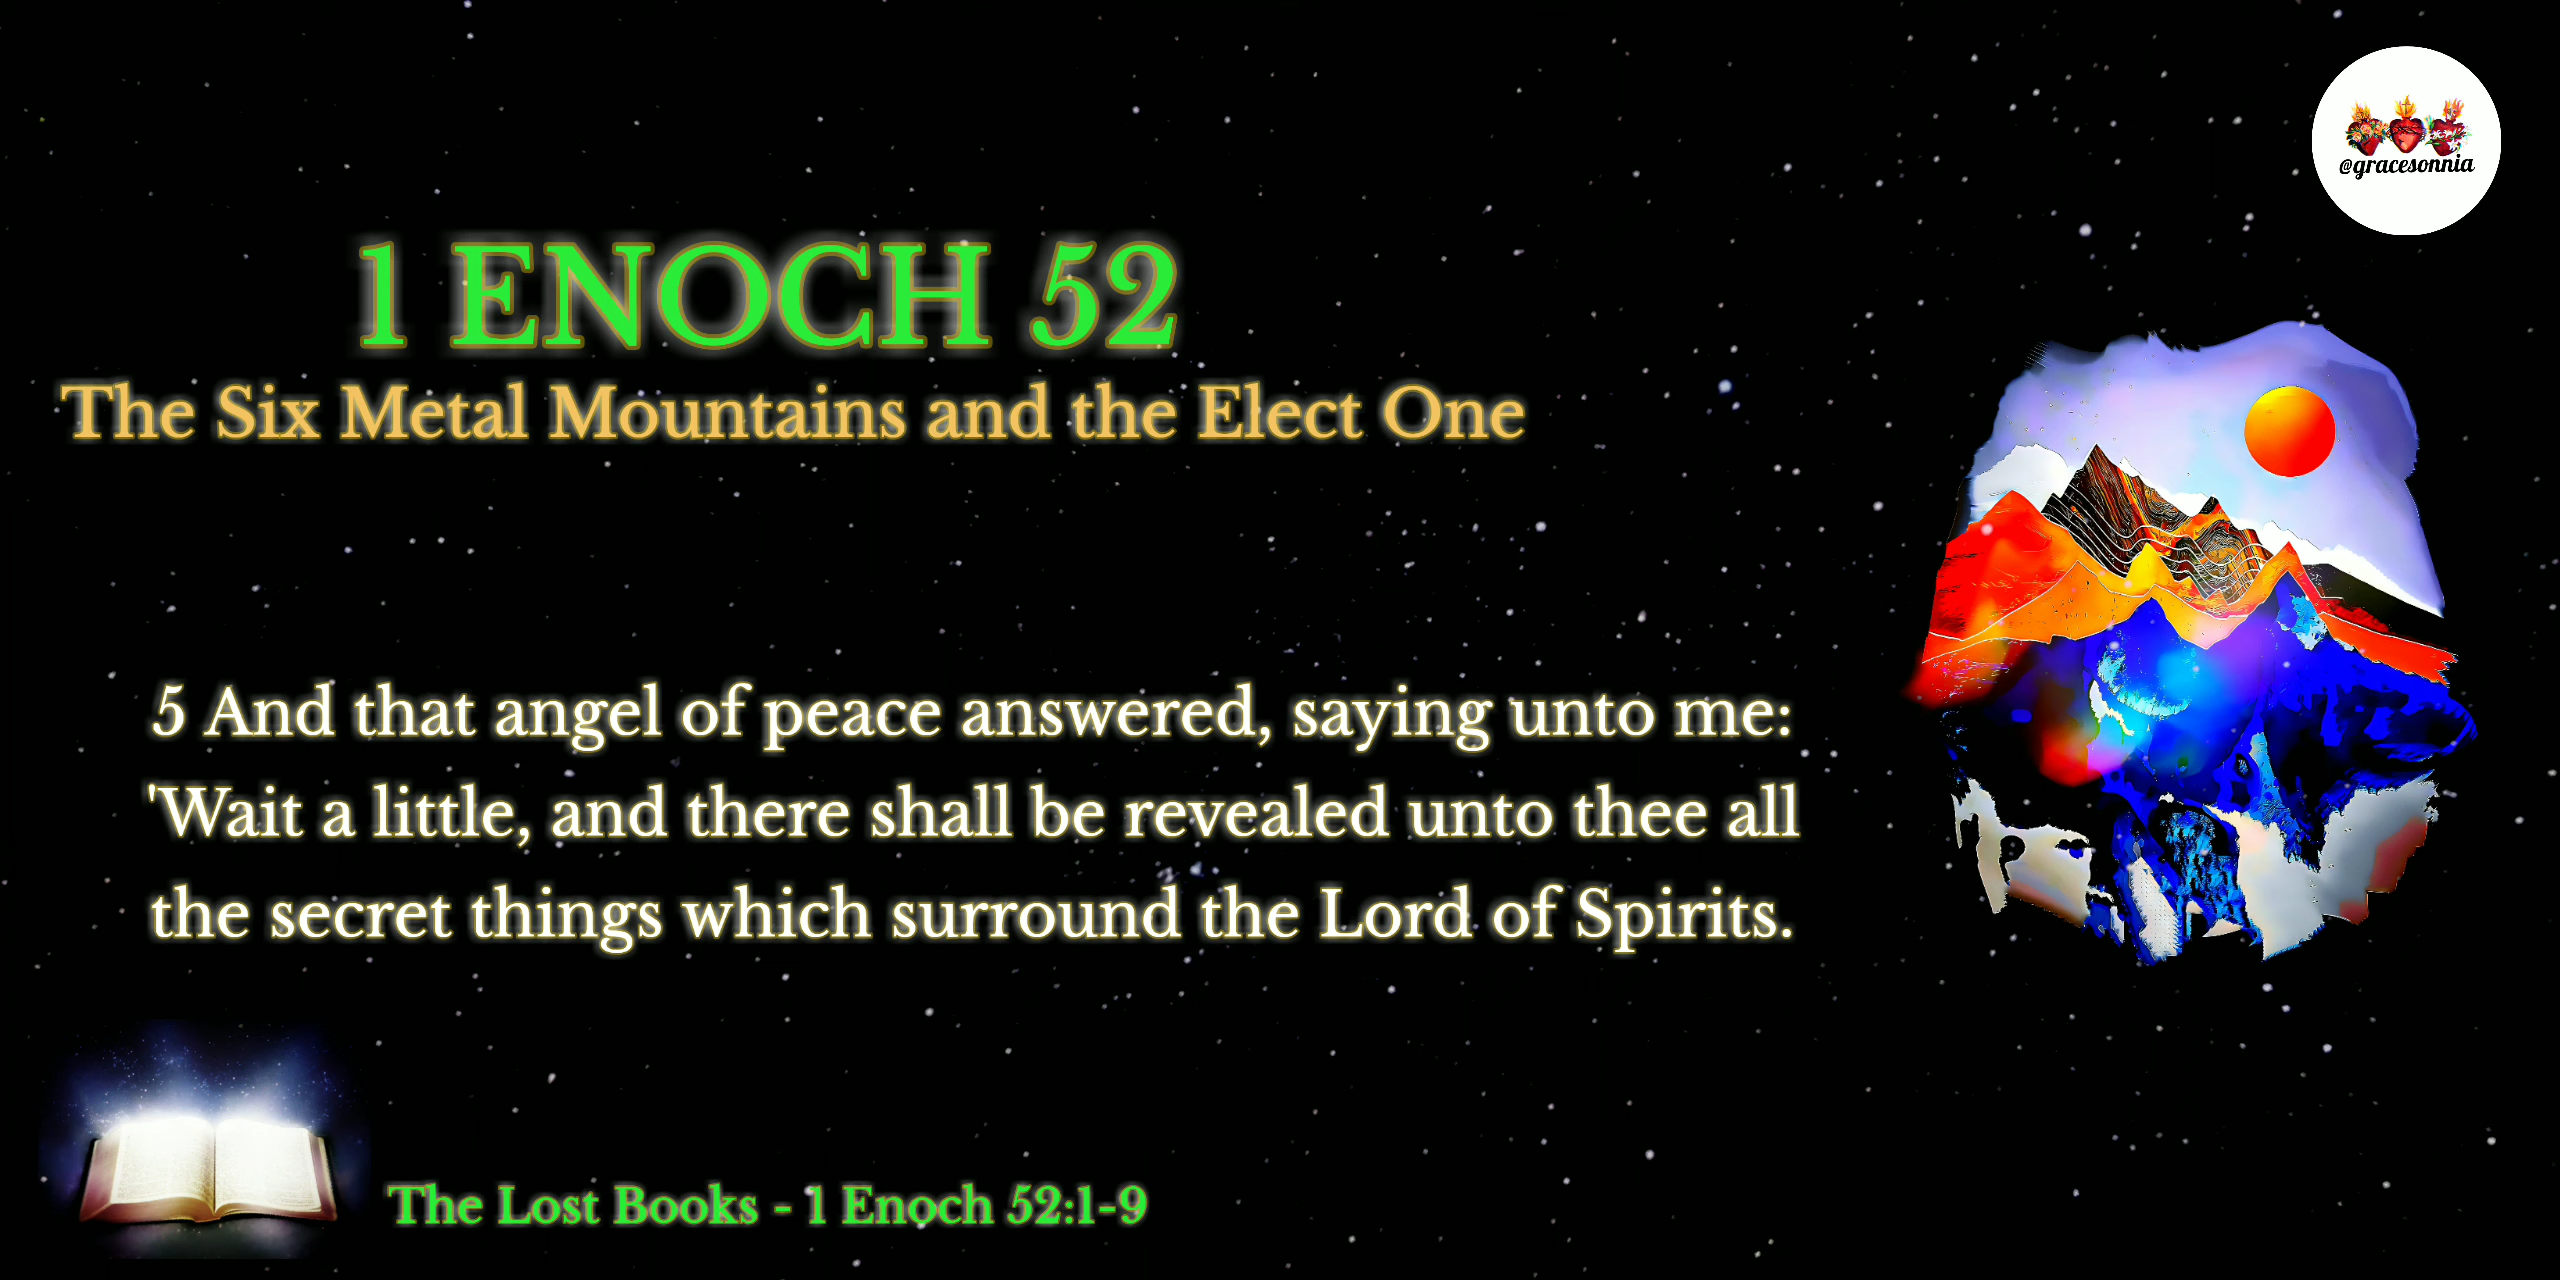 @gracesonnia
1 ENOCH 52
The Six Metal Mountains and the Elect One
5 And that angel of peace answered, saying unto me:
'Wait a little, and there shall be revealed unto thee all
the secret things which surround the Lord of Spirits.
The Lost Books - 1 Enoch 52:1-9